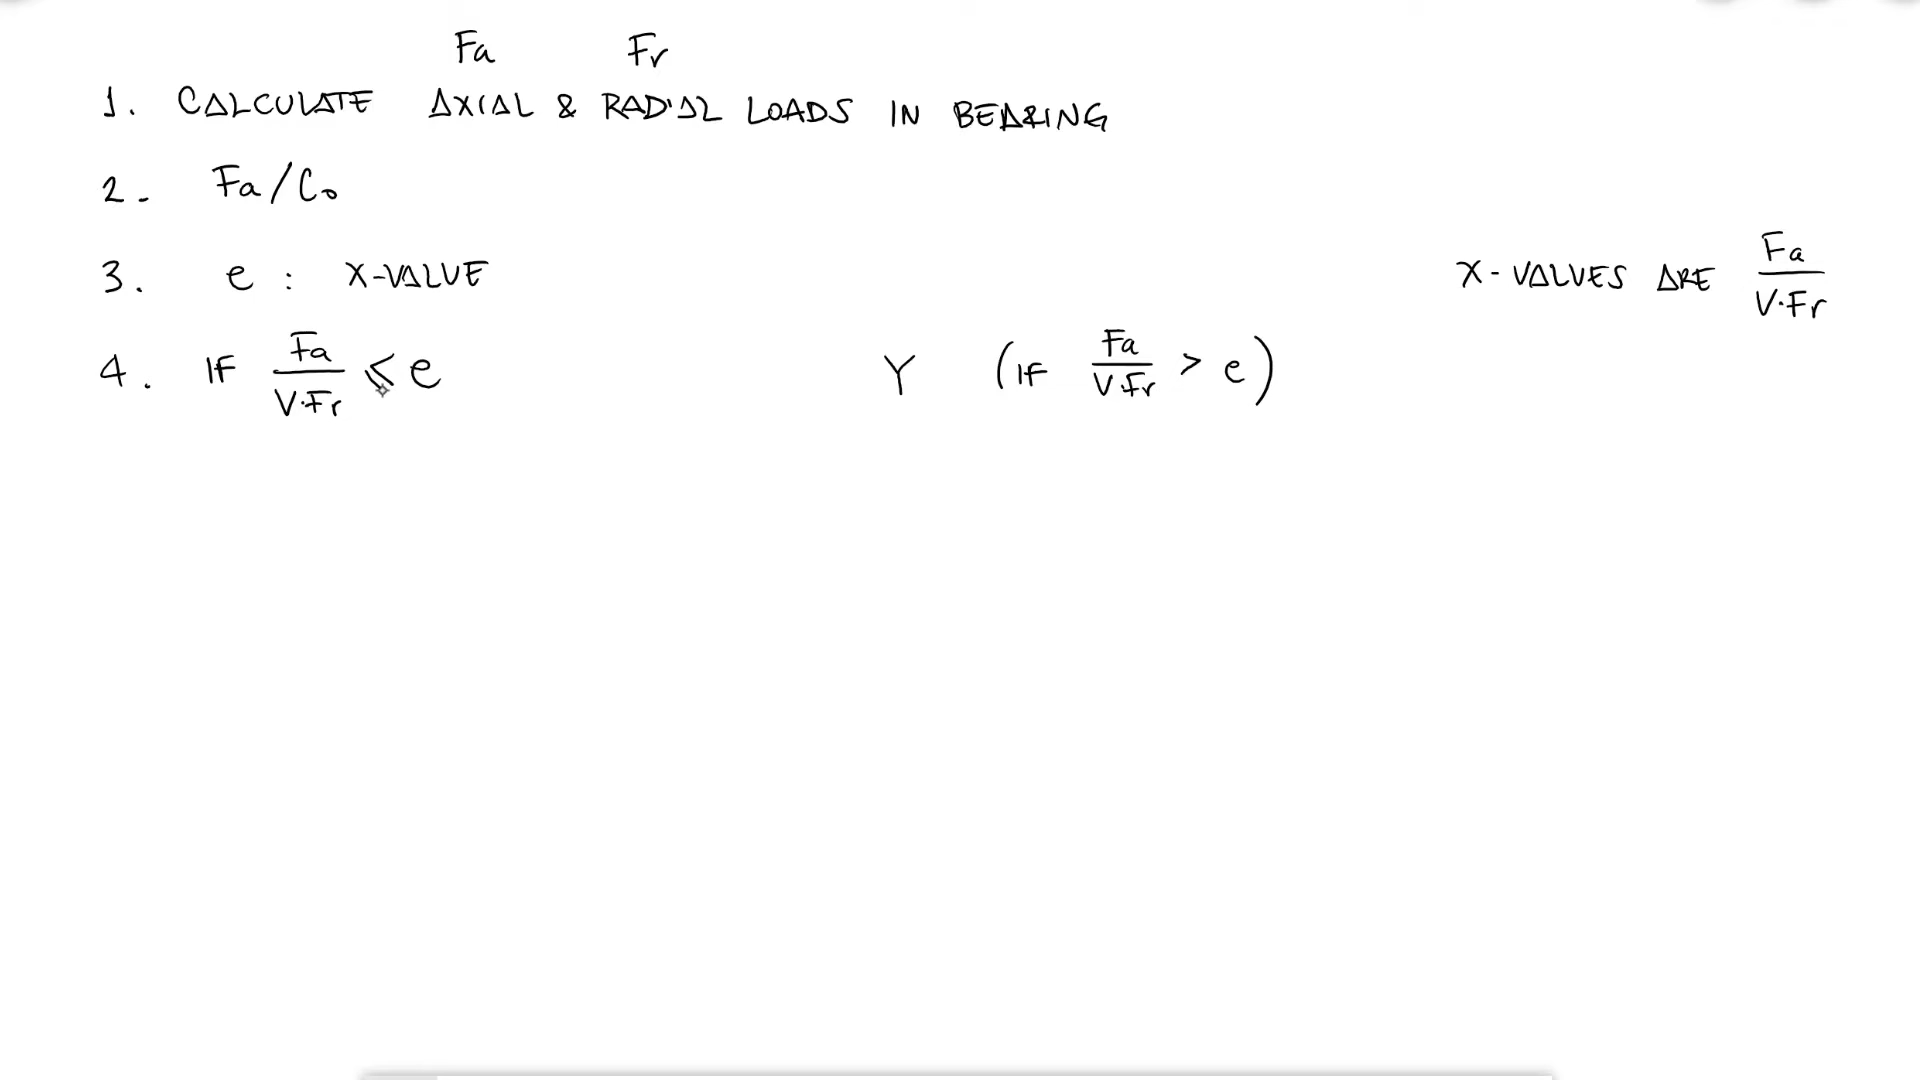 Fa Fr
1. CALCULATE AXIAL & RADIAL LOADS IN BEARING
2. Fa/Co
3. e : X-VALUE X-VALUES ARE Fa/V·Fr
4. IF Fa/V·Fr ≤ e Y (IF Fa/V·Fr > e)